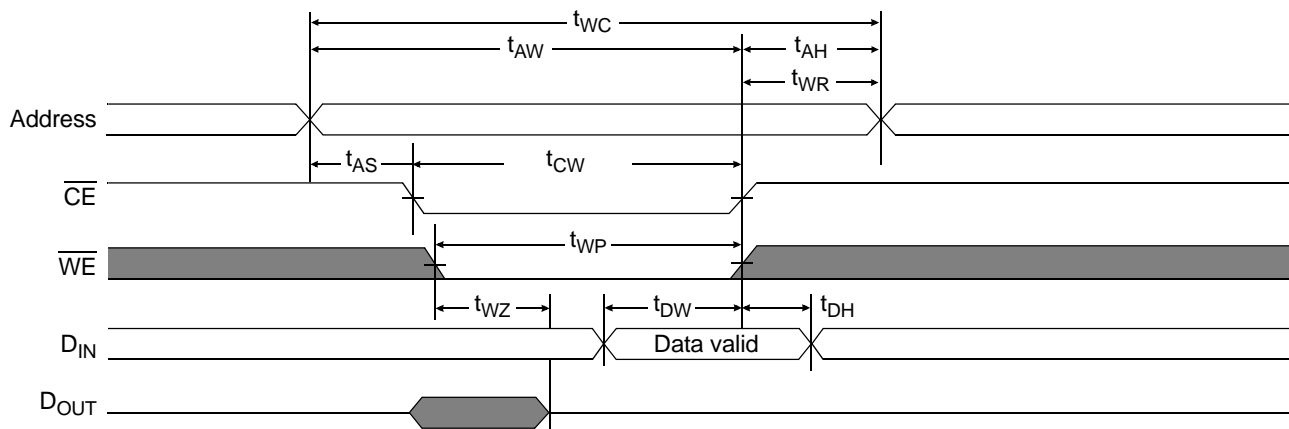 tWC
tAW tAH
tWR
Address
tAS tCW
CE
tWP
WE
tWZ tDW tDH
DIN Data valid
DOUT